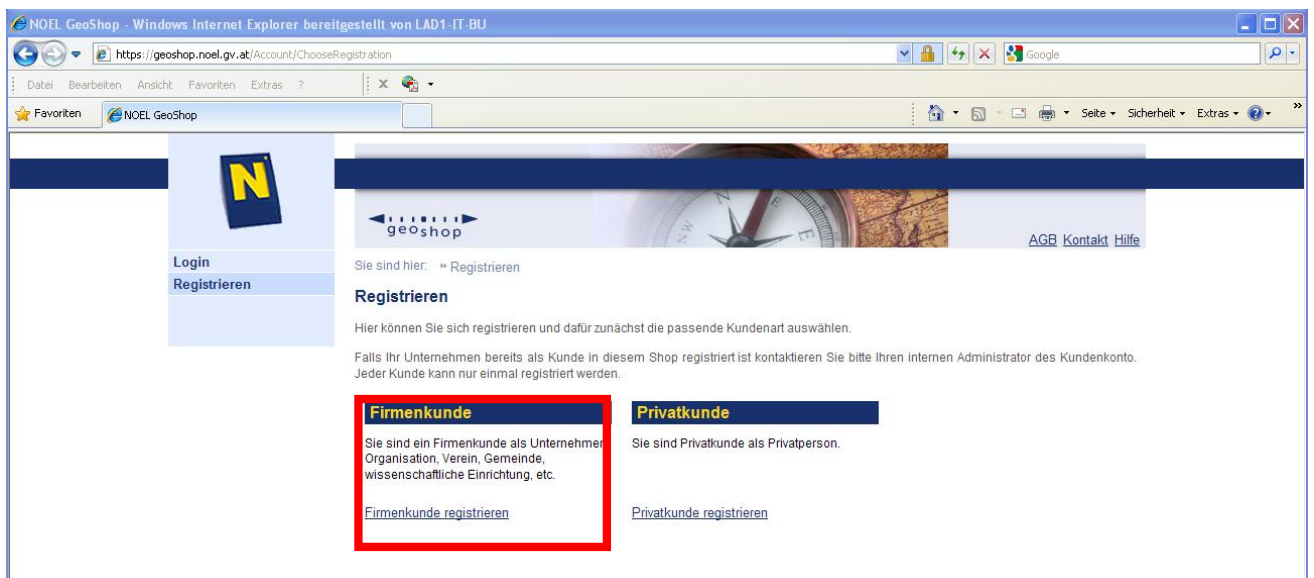 NOEL GeoShop - Windows Internet Explorer bereitgestellt von LAD1-IT-BU
https://geoshop.noel.gv.at/Account/ChooseRegistration
Google
Datei Bearbeiten Ansicht Favoriten Extras ?
Favoriten NOEL GeoShop Seite Sicherheit Extras
N
N
NW
geoshop
AGB Kontakt Hilfe
Login
Registrieren
Sie sind hier: » Registrieren
Registrieren
Hier können Sie sich registrieren und dafür zunächst die passende Kundenart auswählen.
Falls Ihr Unternehmen bereits als Kunde in diesem Shop registriert ist kontaktieren Sie bitte Ihren internen Administrator des Kundenkonto.
Jeder Kunde kann nur einmal registriert werden.
Firmenkunde
Sie sind ein Firmenkunde als Unternehmen
Organisation, Verein, Gemeinde,
wissenschaftliche Einrichtung, etc.
Firmenkunde registrieren
Privatkunde
Sie sind Privatkunde als Privatperson.
Privatkunde registrieren